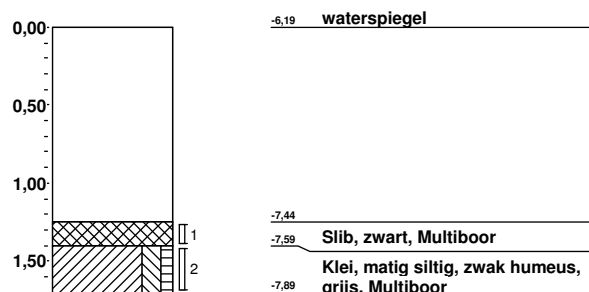 0,00
-6,19 waterspiegel
0,50
1,00
-7,44
1
-7,59 Slib, zwart, Multiboor
1,50
2
Klei, matig siltig, zwak humeus,
-7,89 grijs, Multiboor